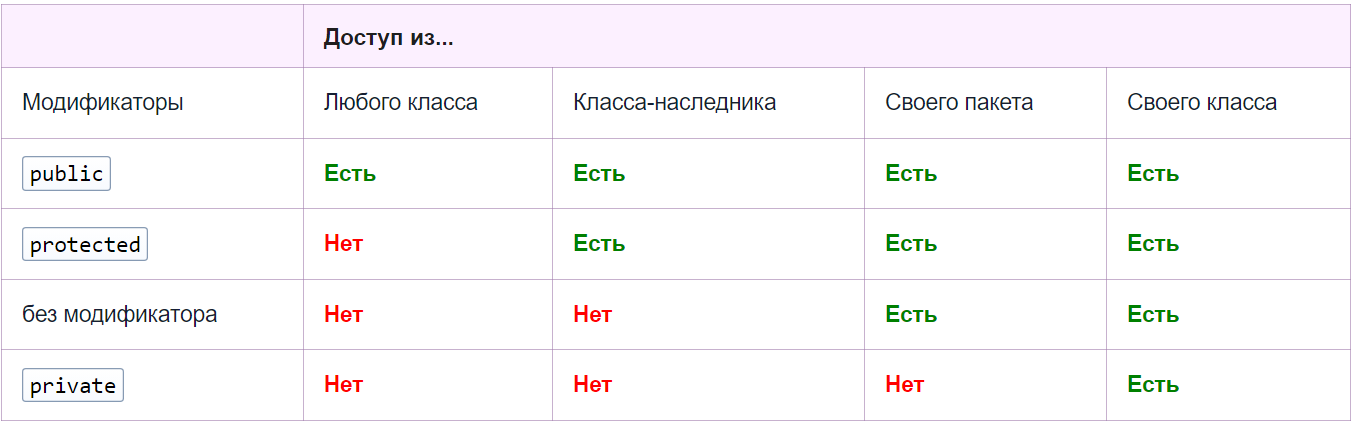 Доступ из...
Модификаторы Любого класса Класса-наследника Своего пакета Своего класса
public Есть Есть Есть Есть
protected Нет Есть Есть Есть
без модификатора Нет Нет Есть Есть
private Нет Нет Нет Есть